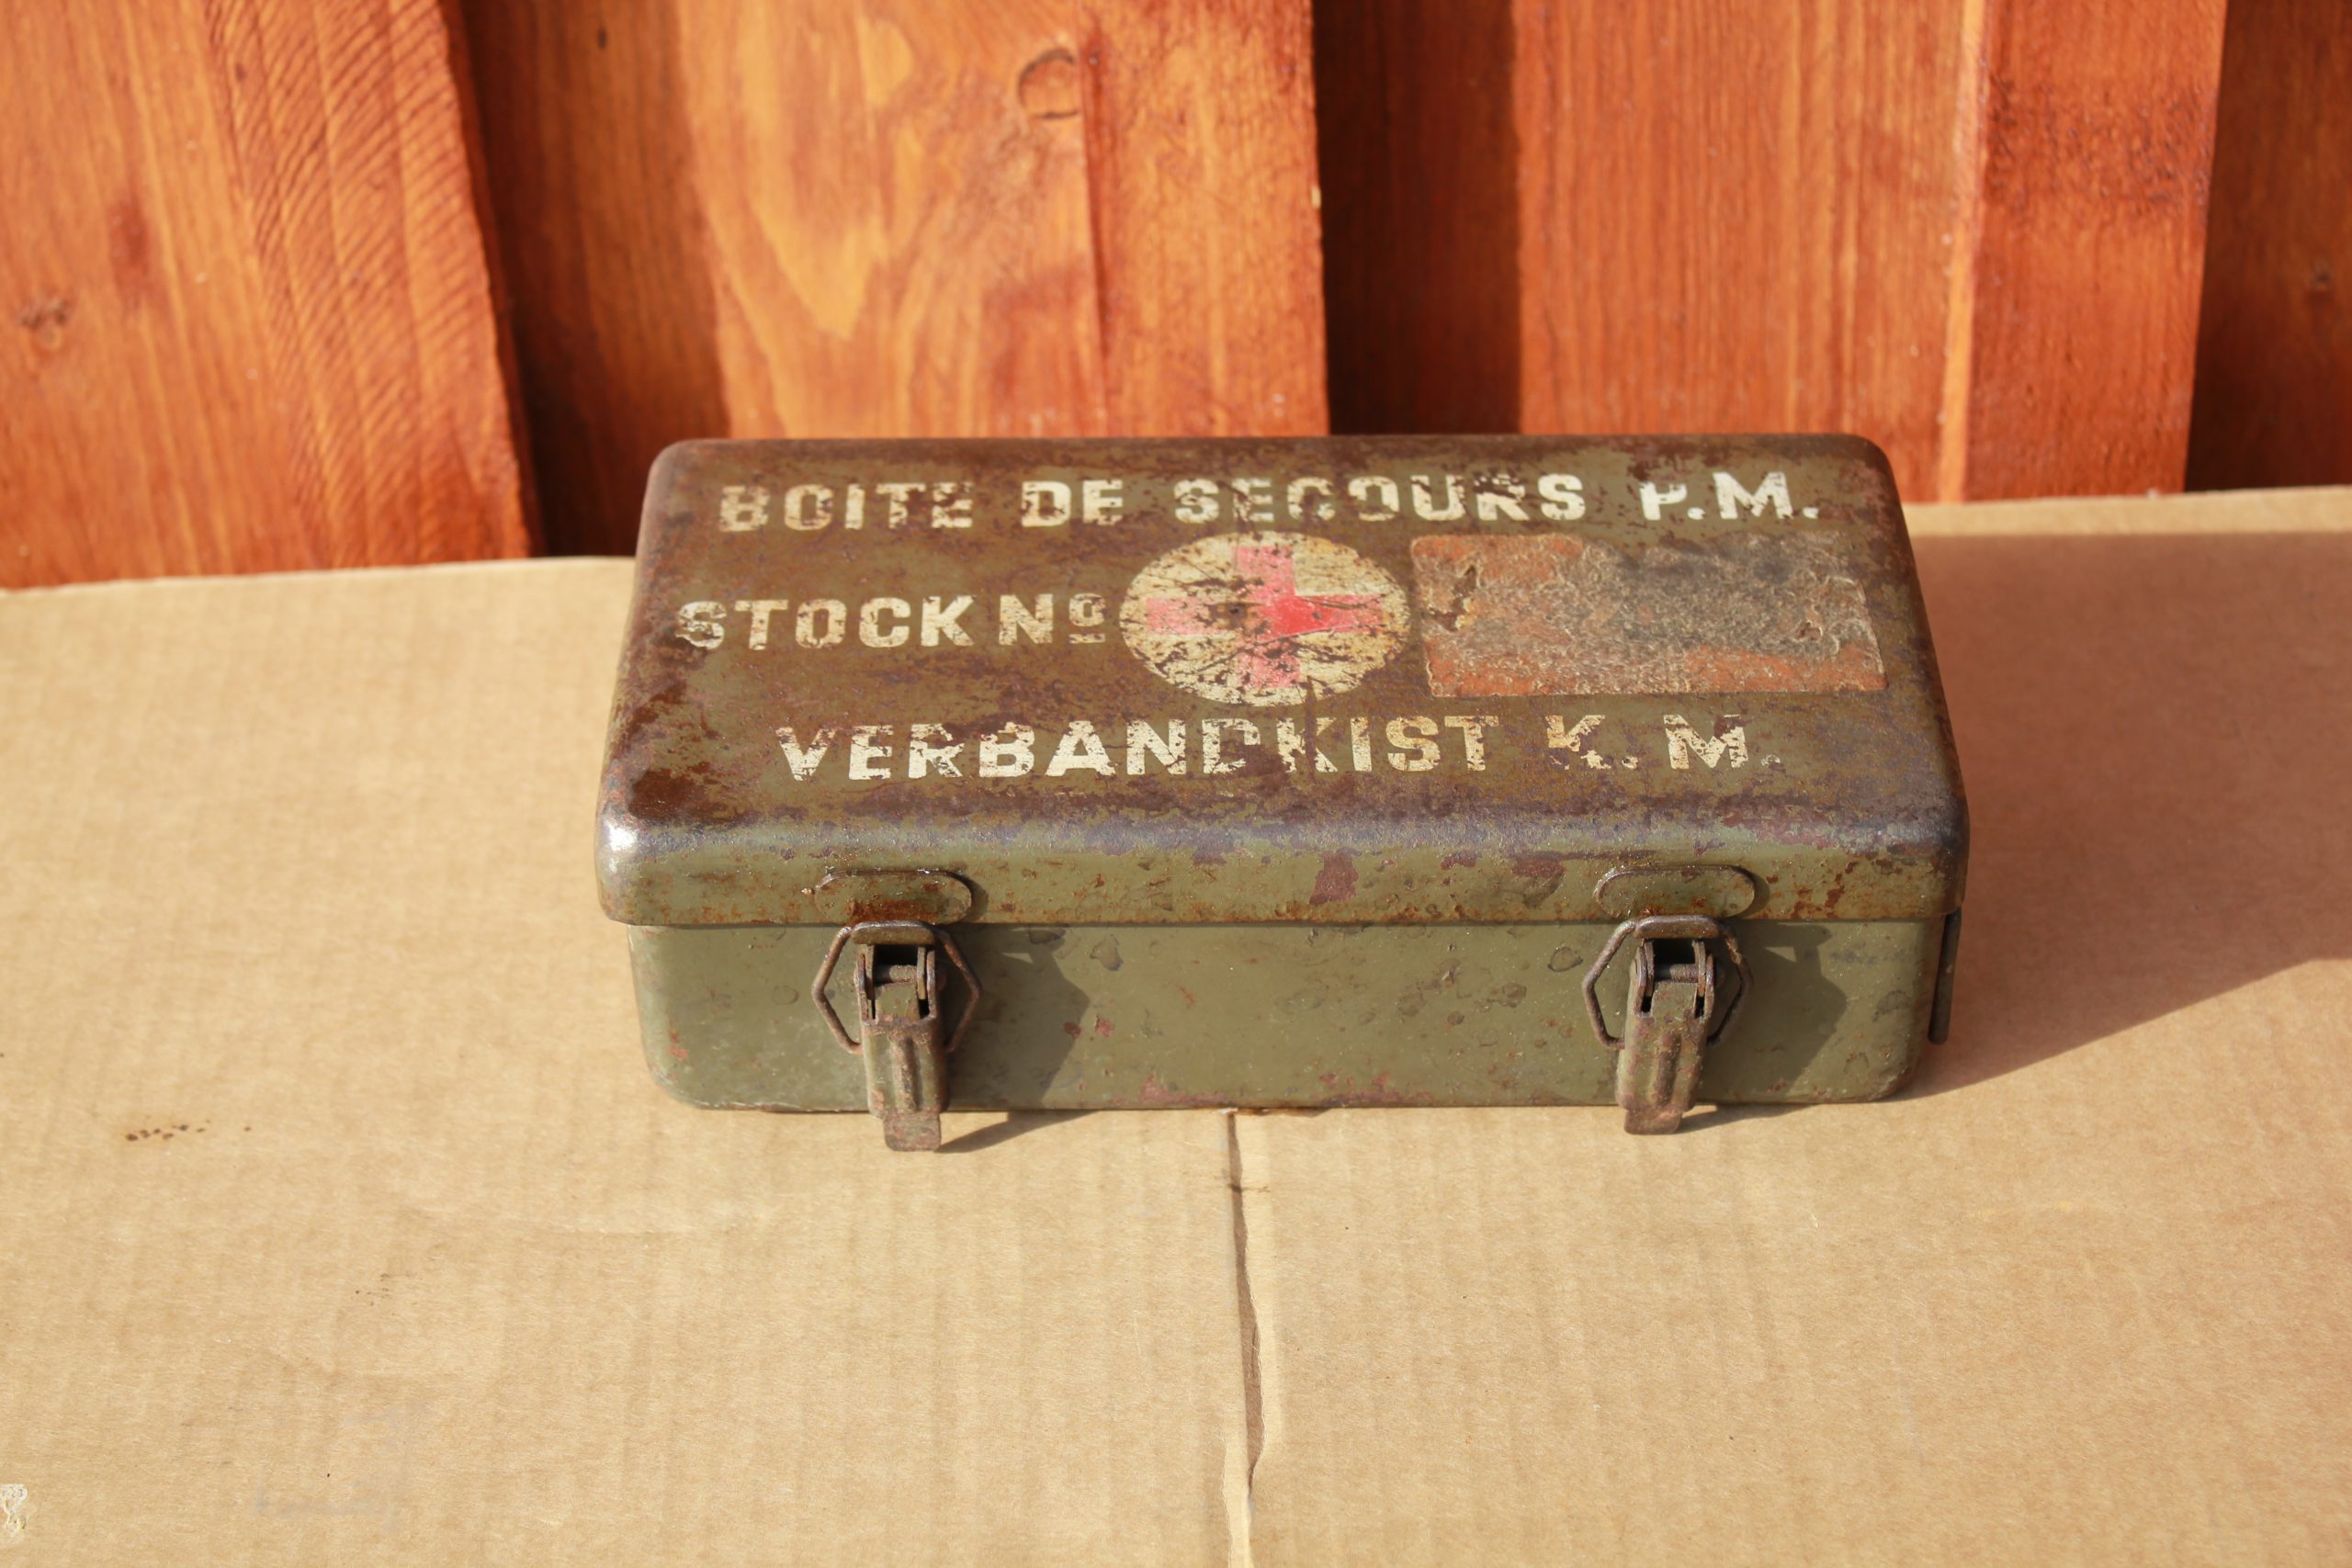 BOITE DE SECOURS P.M.
STOCK No
VERBANDKIST K.M.